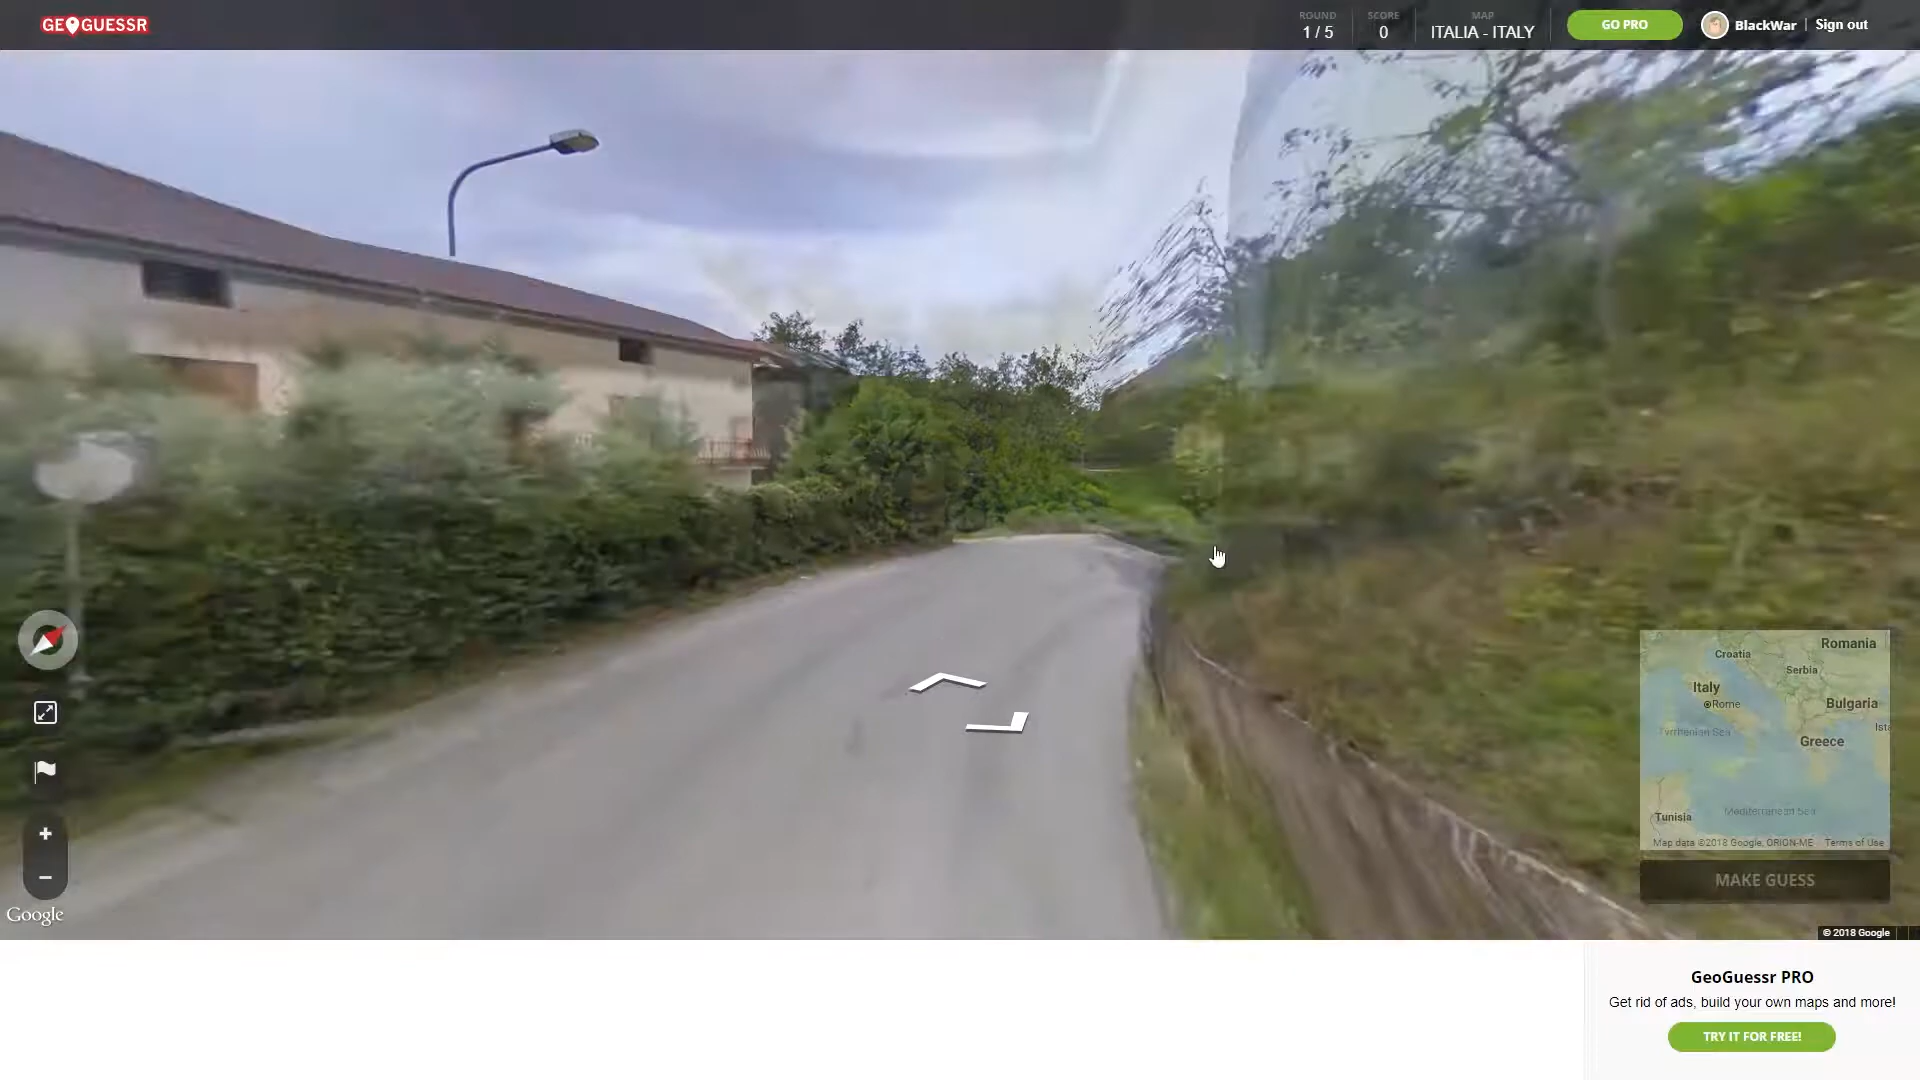 GEOGUESSR
ROUND
1 / 5
SCORE
0
MAP
ITALIA - ITALY
GO PRO
BlackWar
Sign out
Romania
Croatia
Serbia
Italy
Rome
Bulgaria
Ist
Tyrrhenian Sea
Greece
Mediterranean Sea
Tunisia
Map data ©2018 Google, ORION-ME
Terms of Use
MAKE GUESS
Google
© 2018 Google
GeoGuessr PRO
Get rid of ads, build your own maps and more!
TRY IT FOR FREE!